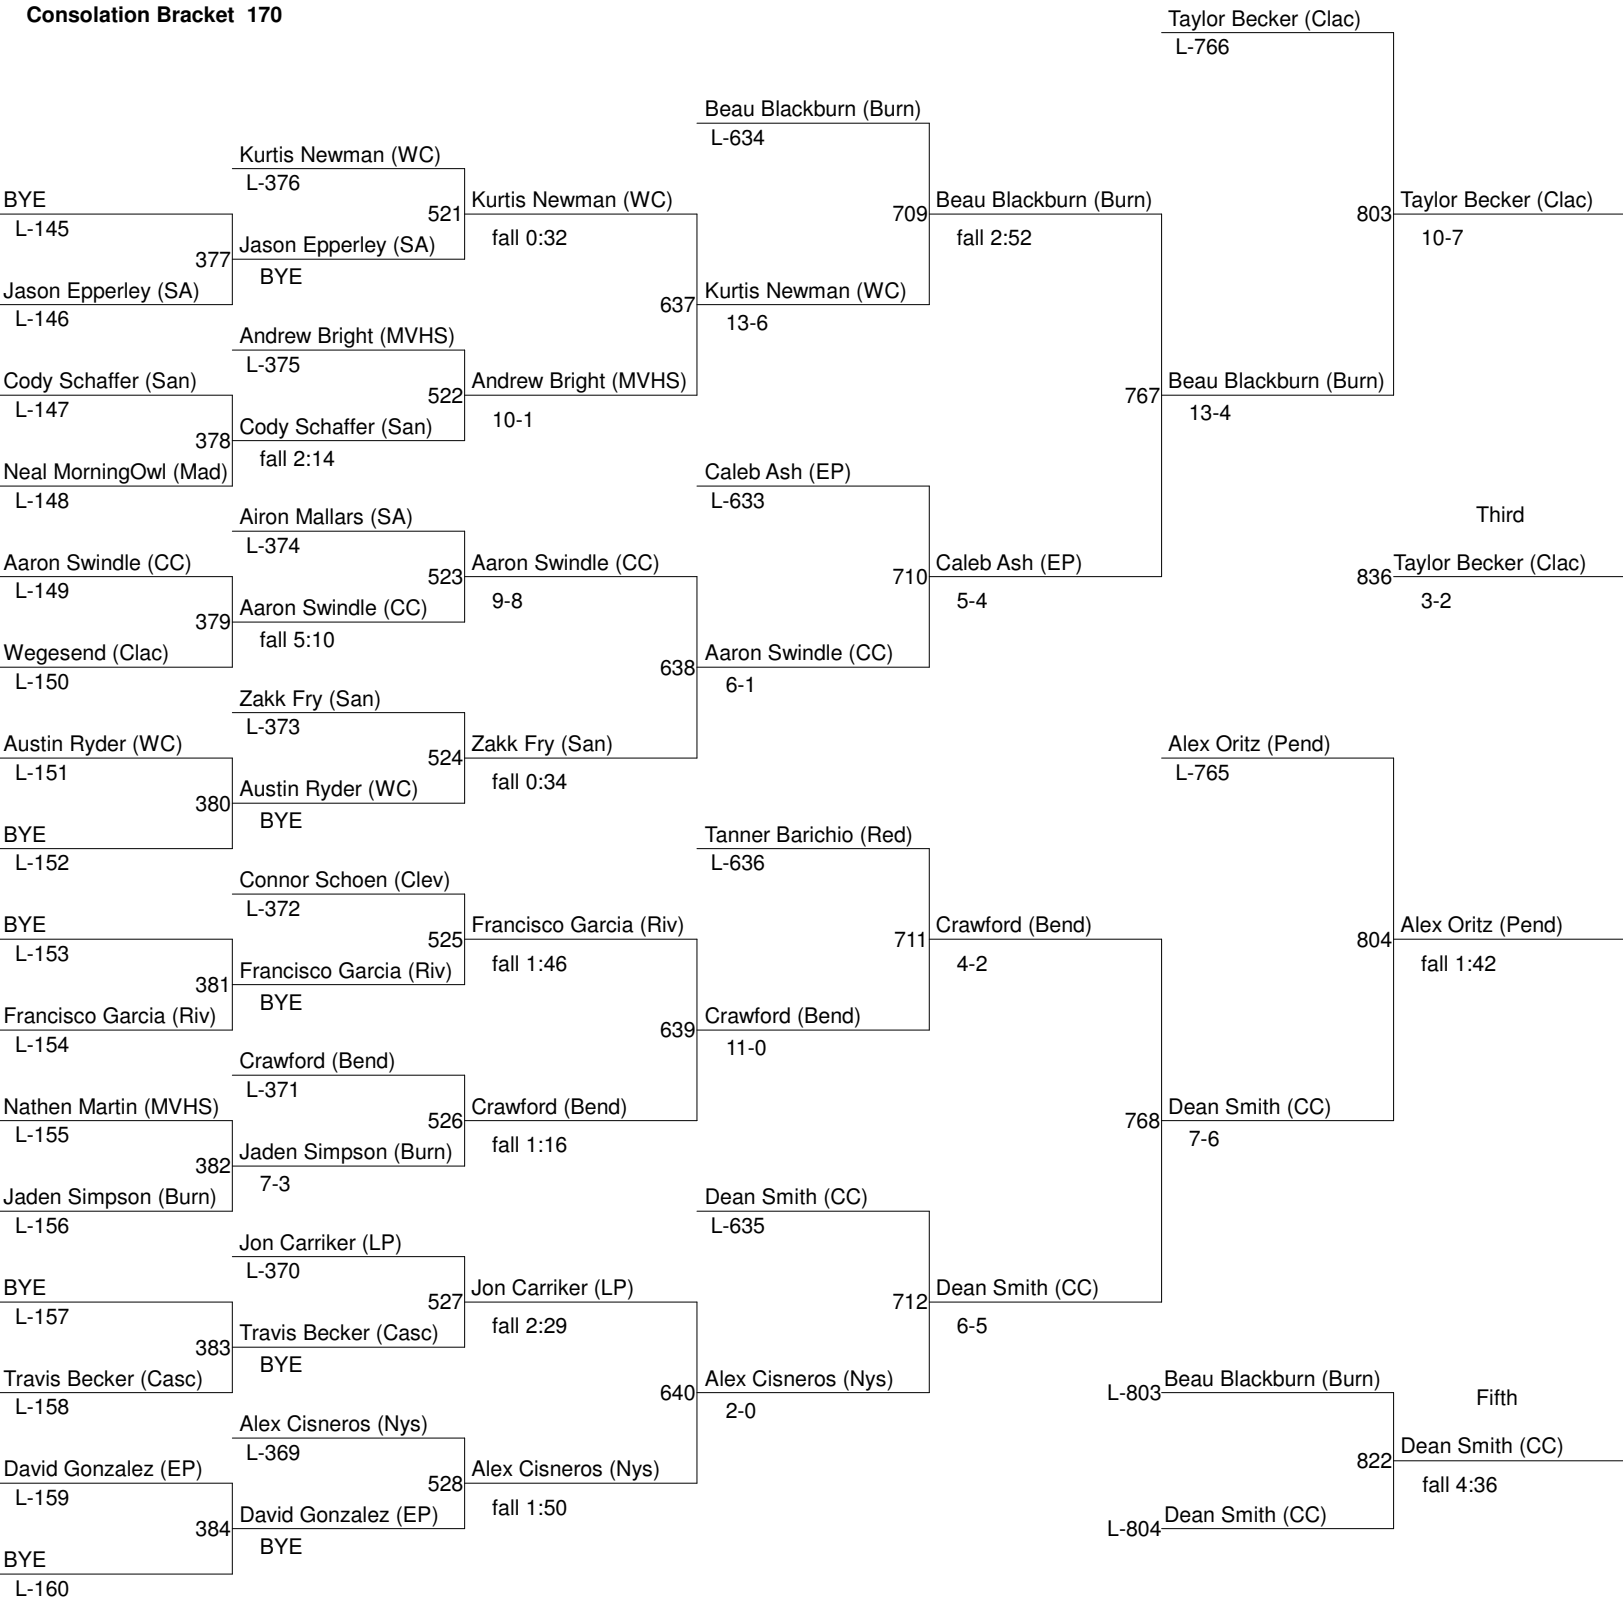 Consolation Bracket 170
BYE
L-145
Jason Epperley (SA)
L-146
Cody Schaffer (San)
L-147
Neal MorningOwl (Mad)
L-148
Aaron Swindle (CC)
L-149
Wegesend (Clac)
L-150
Austin Ryder (WC)
L-151
BYE
L-152
BYE
L-153
Francisco Garcia (Riv)
L-154
Nathen Martin (MVHS)
L-155
Jaden Simpson (Burn)
L-156
BYE
L-157
Travis Becker (Casc)
L-158
David Gonzalez (EP)
L-159
BYE
L-160
Kurtis Newman (WC)
L-376
377
Jason Epperley (SA)
BYE
Andrew Bright (MVHS)
L-375
378
Cody Schaffer (San)
fall 2:14
Airon Mallars (SA)
L-374
379
Aaron Swindle (CC)
fall 5:10
Zakk Fry (San)
L-373
380
Austin Ryder (WC)
BYE
Connor Schoen (Clev)
L-372
381
Francisco Garcia (Riv)
BYE
Crawford (Bend)
L-371
382
Jaden Simpson (Burn)
7-3
Jon Carriker (LP)
L-370
383
Travis Becker (Casc)
BYE
Alex Cisneros (Nys)
L-369
384
David Gonzalez (EP)
BYE
521
Kurtis Newman (WC)
fall 0:32
522
Andrew Bright (MVHS)
10-1
523
Aaron Swindle (CC)
9-8
524
Zakk Fry (San)
fall 0:34
525
Francisco Garcia (Riv)
fall 1:46
526
Crawford (Bend)
fall 1:16
527
Jon Carriker (LP)
fall 2:29
528
Alex Cisneros (Nys)
fall 1:50
Beau Blackburn (Burn)
L-634
637
Kurtis Newman (WC)
13-6
Caleb Ash (EP)
L-633
638
Aaron Swindle (CC)
6-1
Tanner Barichio (Red)
L-636
639
Crawford (Bend)
11-0
Dean Smith (CC)
L-635
640
Alex Cisneros (Nys)
2-0
709
Beau Blackburn (Burn)
fall 2:52
710
Caleb Ash (EP)
5-4
711
Crawford (Bend)
4-2
712
Dean Smith (CC)
6-5
Taylor Becker (Clac)
L-766
767
Beau Blackburn (Burn)
13-4
Alex Oritz (Pend)
L-765
768
Dean Smith (CC)
7-6
L-803
Beau Blackburn (Burn)
L-804
Dean Smith (CC)
803
Taylor Becker (Clac)
10-7
Third
836
Taylor Becker (Clac)
3-2
804
Alex Oritz (Pend)
fall 1:42
Fifth
822
Dean Smith (CC)
fall 4:36